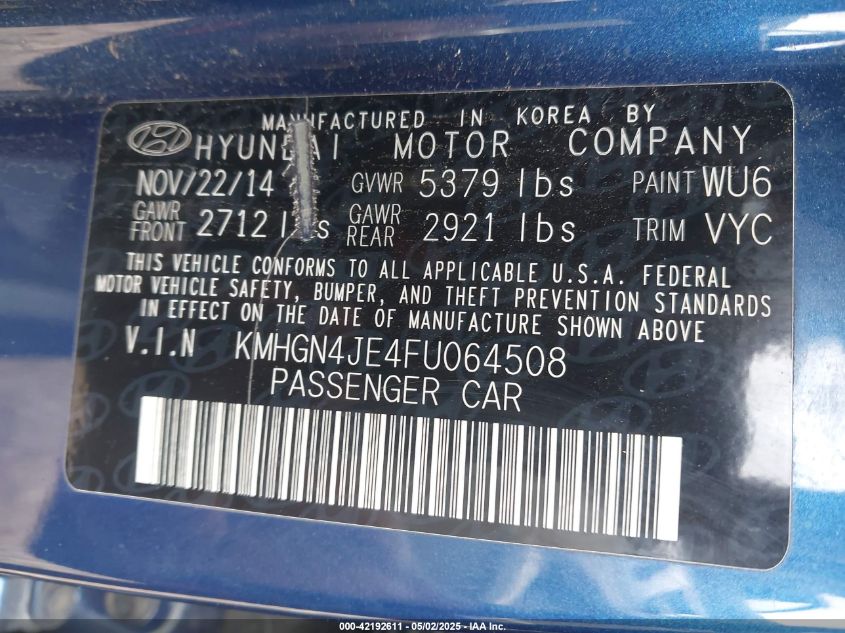 MANUFACTURED IN KOREA BY
HYUNDAI MOTOR COMPANY
NOV/22/14 GVWR 5379 lbs PAINT WU6
GAWR FRONT 2712 lbs GAWR REAR 2921 lbs TRIM VYC
THIS VEHICLE CONFORMS TO ALL APPLICABLE U.S.A. FEDERAL
MOTOR VEHICLE SAFETY, BUMPER, AND THEFT PREVENTION STANDARDS
IN EFFECT ON THE DATE OF MANUFACTURE SHOWN ABOVE
V.I.N KMHGN4JE4FU064508
PASSENGER CAR
000-42192611 - 05/02/2025 - IAA Inc.